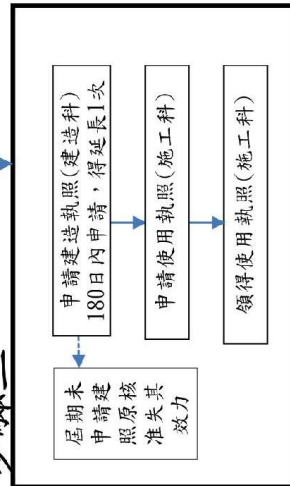 申請建造執照(建造科)
180日內申請，得延長1次
申請使用執照(施工科)
領得使用執照(施工科)
屆期未
申請建
照原核
准失其
效力